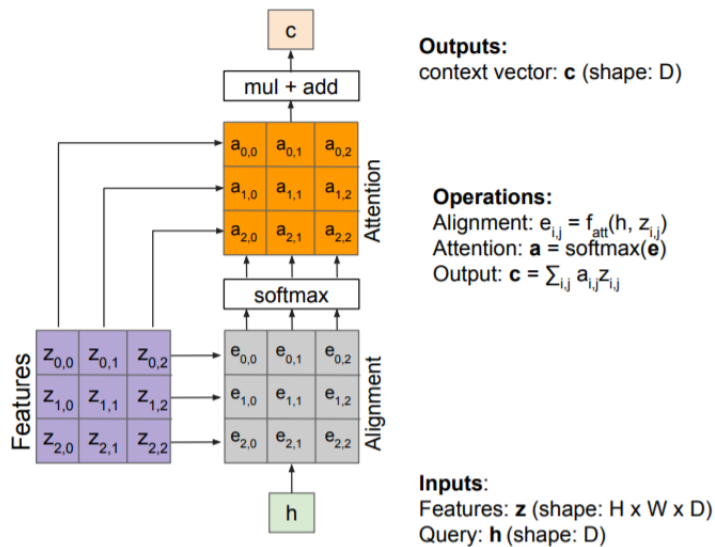 c
mul + add
a0,0 a0,1 a0,2
a1,0 a1,1 a1,2
a2,0 a2,1 a2,2
Attention
softmax
Features
z0,0 z0,1 z0,2
z1,0 z1,1 z1,2
z2,0 z2,1 z2,2
e0,0 e0,1 e0,2
e1,0 e1,1 e1,2
e2,0 e2,1 e2,2
Alignment
h
Outputs:
context vector: c (shape: D)
Operations:
Alignment: ei,j = fatt(h, zi,j)
Attention: a = softmax(e)
Output: c = ∑i,j ai,jzi,j
Inputs:
Features: z (shape: H x W x D)
Query: h (shape: D)